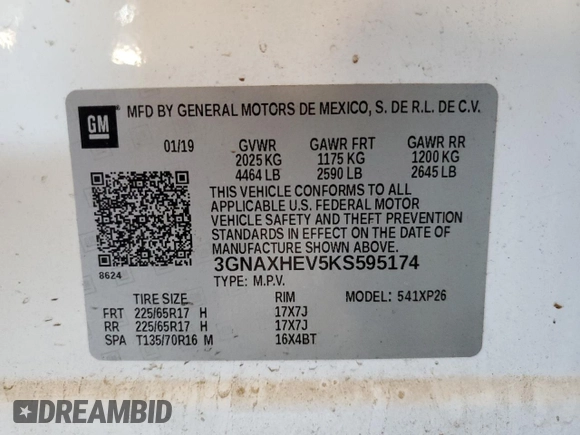 GM
MFD BY GENERAL MOTORS DE MEXICO, S. DE R.L. DE C.V.
01/19 GVWR GAWR FRT GAWR RR
2025 KG 1175 KG 1200 KG
4464 LB 2590 LB 2645 LB
THIS VEHICLE CONFORMS TO ALL
APPLICABLE U.S. FEDERAL MOTOR
VEHICLE SAFETY AND THEFT PREVENTION
STANDARDS IN EFFECT ON THE DATE OF
MANUFACTURE SHOWN ABOVE.
8624
3GNAXHEV5KS595174
TYPE: M.P.V.
TIRE SIZE RIM MODEL: 541XP26
FRT 225/65R17 H 17X7J
RR 225/65R17 H 17X7J
SPA T135/70R16 M 16X4BT
DREAMBID